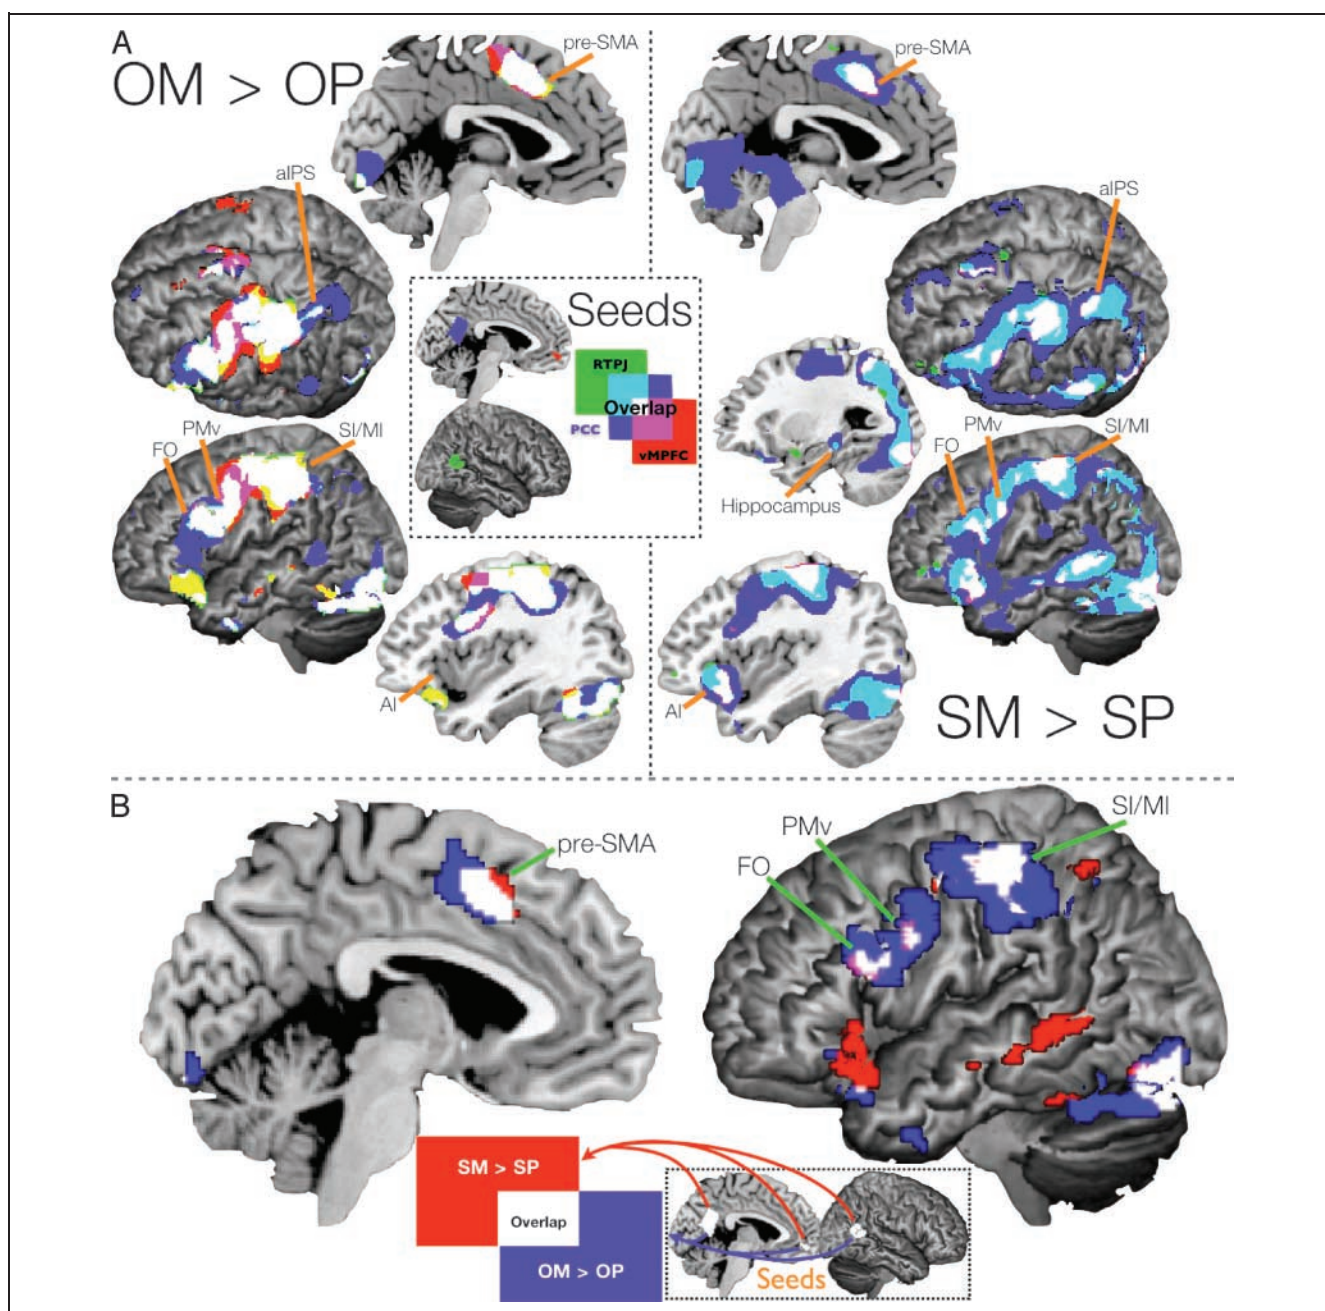 A
OM > OP
pre-SMA
pre-SMA
aIPS
aIPS
Seeds
RTPJ
Overlap
PCC
vMPFC
FO
PMv
SI/MI
Hippocampus
FO
PMv
SI/MI
AI
AI
SM > SP
B
pre-SMA
FO
PMv
SI/MI
SM > SP
Overlap
OM > OP
Seeds